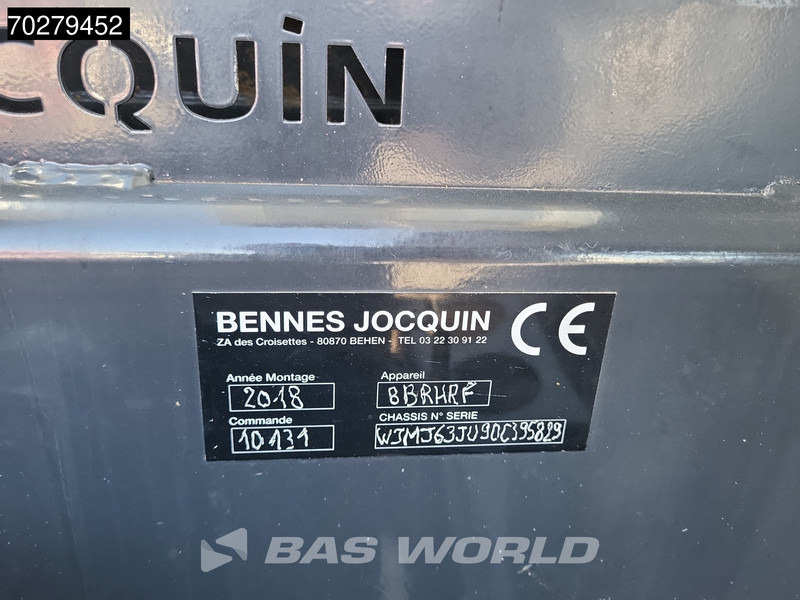 70279452
CQUiN
BENNES JOCQUIN
CE
ZA des Croisettes - 80870 BEHEN - TEL 03 22 30 91 22
Année Montage
Appareil
2018
8BRHRF
Commande
CHASSIS N° SERIE
10131
WJMJ63JU90C395829
BAS WORLD